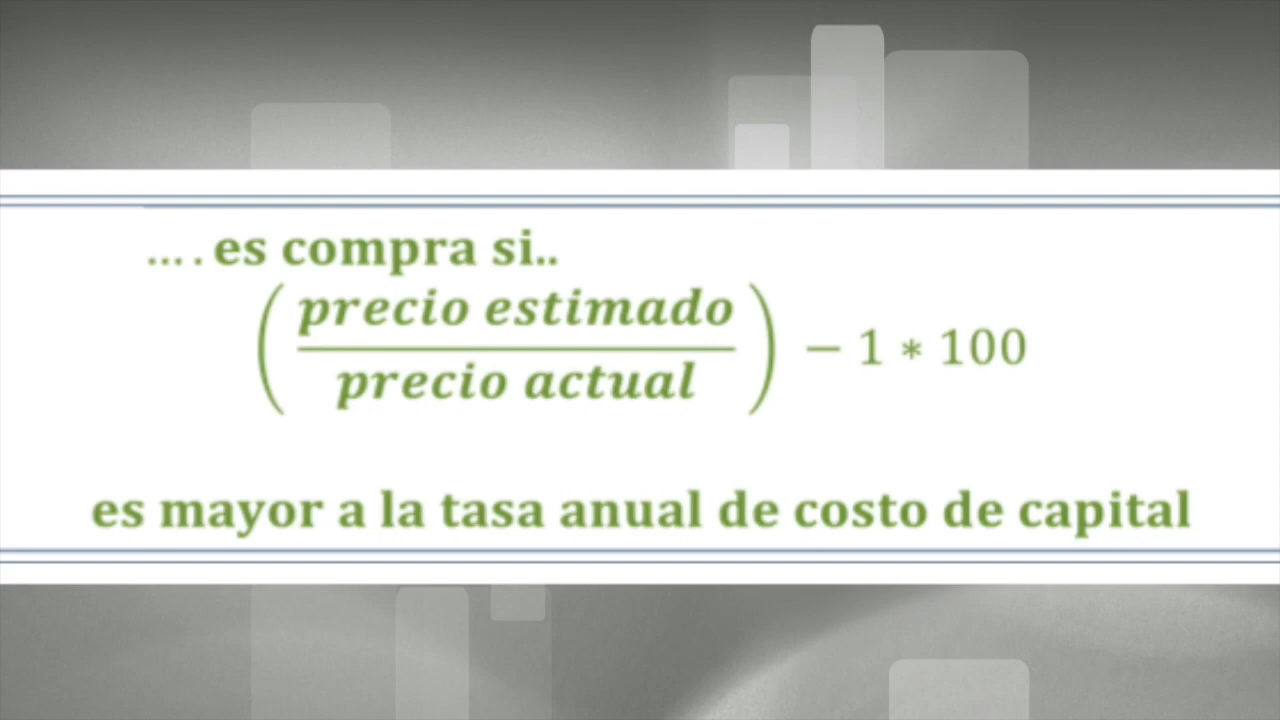 .... es compra si..
(precio estimado / precio actual) − 1 * 100
es mayor a la tasa anual de costo de capital